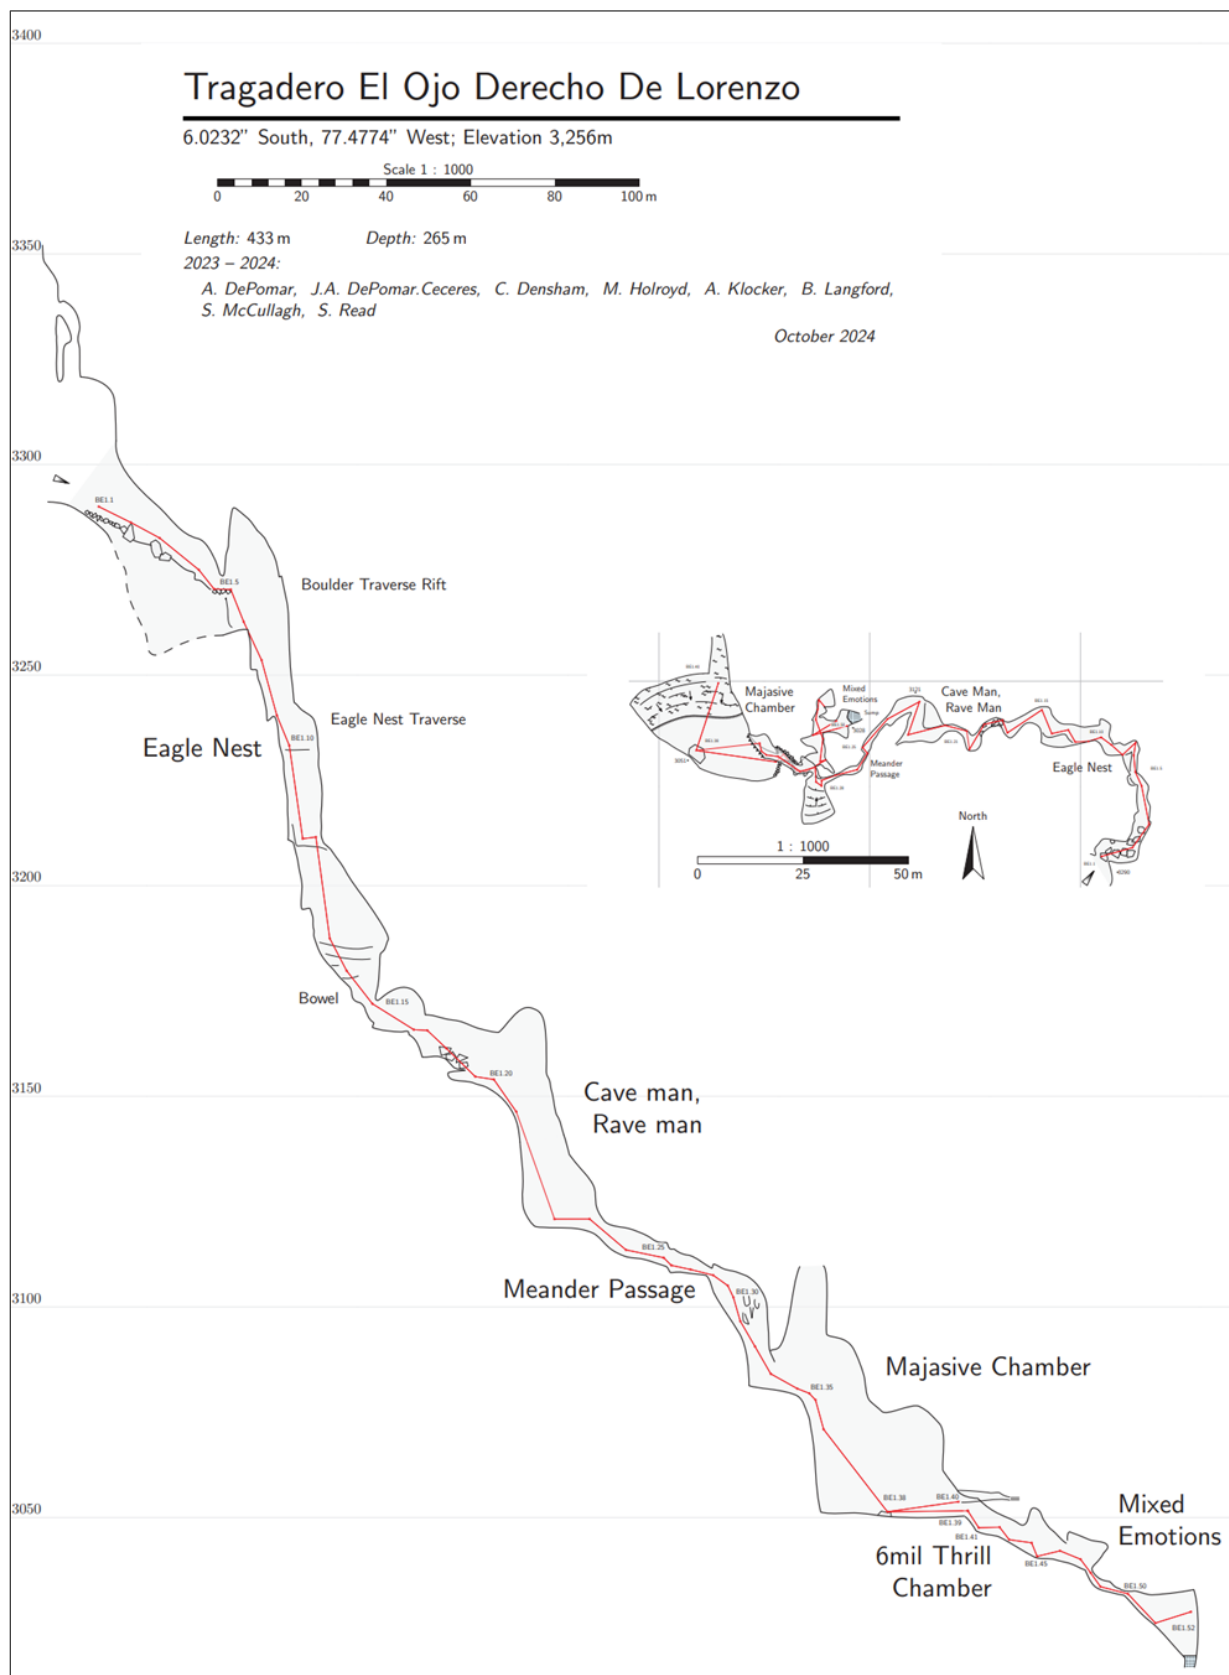 3400
Tragadero El Ojo Derecho De Lorenzo
6.0232" South, 77.4774" West; Elevation 3,256m
Scale 1 : 1000
0 20 40 60 80 100 m
Length: 433 m Depth: 265 m
2023 – 2024:
A. DePomar, J.A. DePomar.Ceceres, C. Densham, M. Holroyd, A. Klocker, B. Langford,
S. McCullagh, S. Read
October 2024
3350
3300
BE1.1
BE1.5
Boulder Traverse Rift
3250
Eagle Nest Traverse
Eagle Nest
BE1.10
Majasive
Chamber
Mixed
Emotions
Sump
3121
Cave Man,
Rave Man
Meander
Passage
Eagle Nest
North
1 : 1000
0 25 50 m
3200
Bowel
BE1.15
BE1.20
3150
Cave man,
Rave man
BE1.25
Meander Passage
BE1.30
3100
Majasive Chamber
BE1.35
BE1.38
BE1.40
3050
BE1.39
BE1.41
BE1.45
6mil Thrill
Chamber
Mixed
Emotions
BE1.50
BE1.52